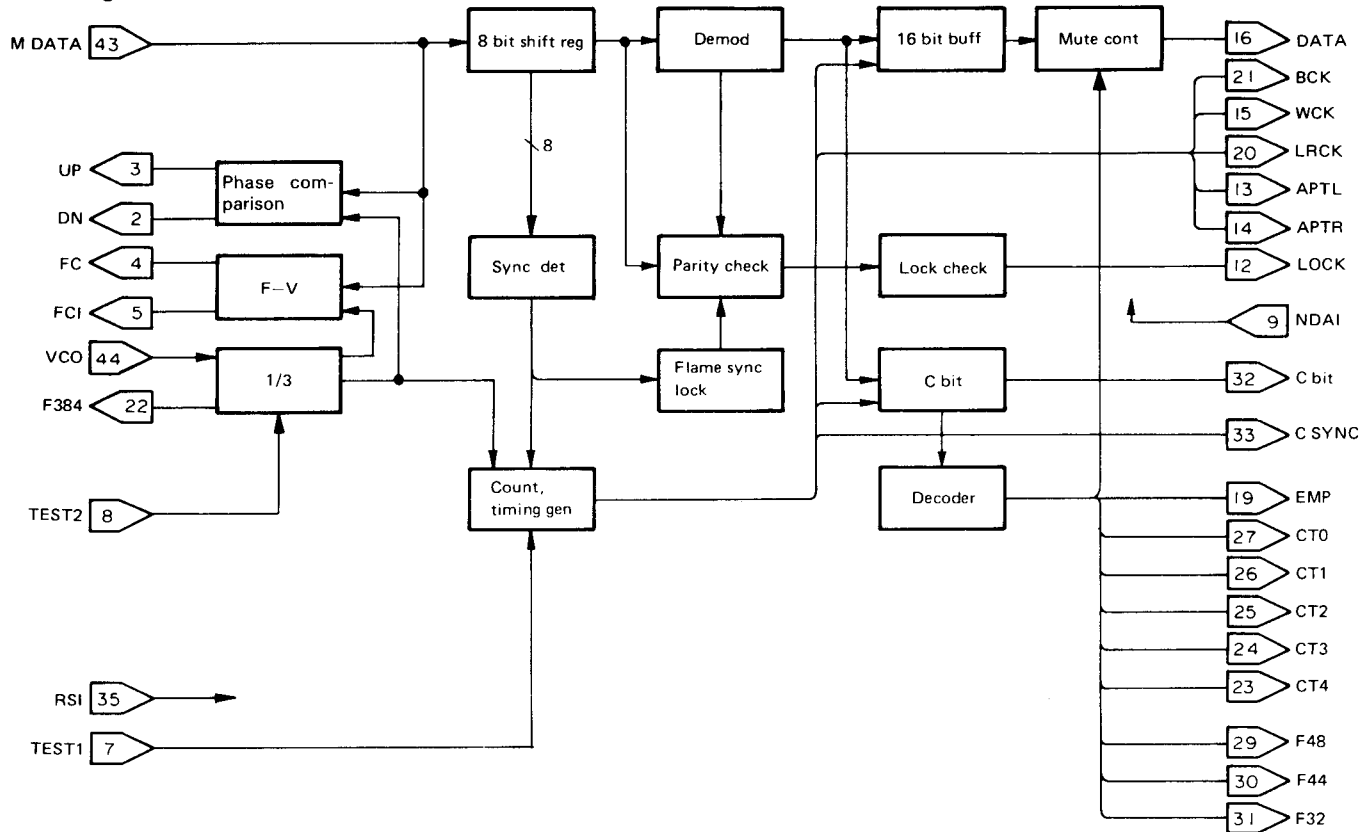 M DATA 43
8 bit shift reg
Demod
16 bit buff
Mute cont
16 DATA
21 BCK
15 WCK
20 LRCK
13 APTL
14 APTR
12 LOCK
9 NDAI
32 C bit
33 C SYNC
19 EMP
27 CT0
26 CT1
25 CT2
24 CT3
23 CT4
29 F48
30 F44
31 F32
8
UP 3
DN 2
Phase com-
parison
FC 4
FCI 5
F-V
VCO 44
F384 22
1/3
Sync det
Parity check
Lock check
Flame sync
lock
C bit
Count,
timing gen
Decoder
TEST2 8
RSI 35
TEST1 7